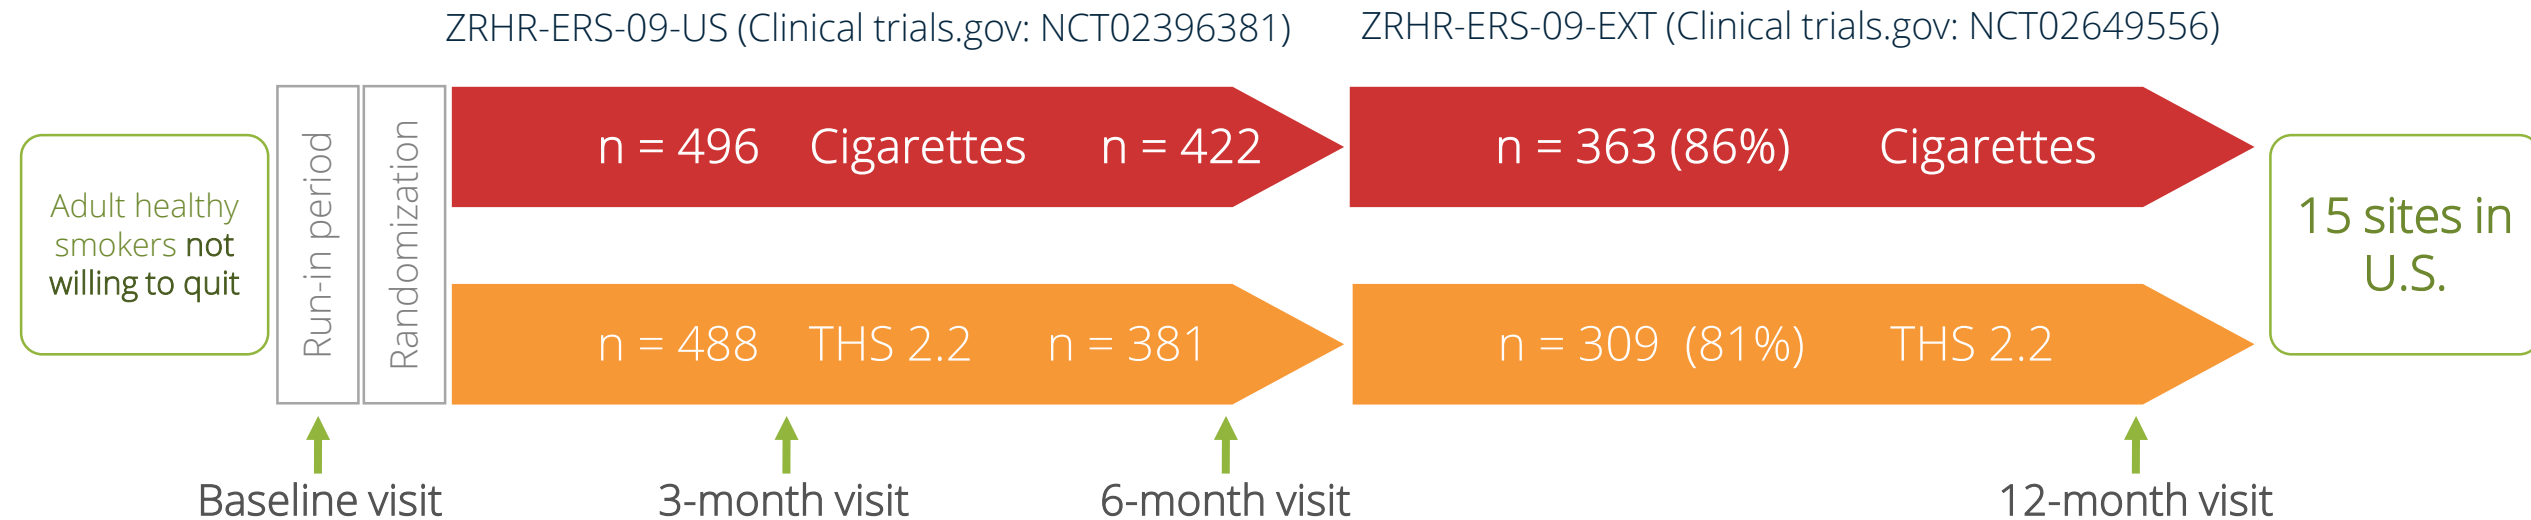 ZRHR-ERS-09-US (Clinical trials.gov: NCT02396381)
ZRHR-ERS-09-EXT (Clinical trials.gov: NCT02649556)
Adult healthy
smokers not
willing to quit
Run-in period
Randomization
n = 496 Cigarettes n = 422
n = 363 (86%) Cigarettes
n = 488 THS 2.2 n = 381
n = 309 (81%) THS 2.2
15 sites in
U.S.
Baseline visit
3-month visit
6-month visit
12-month visit